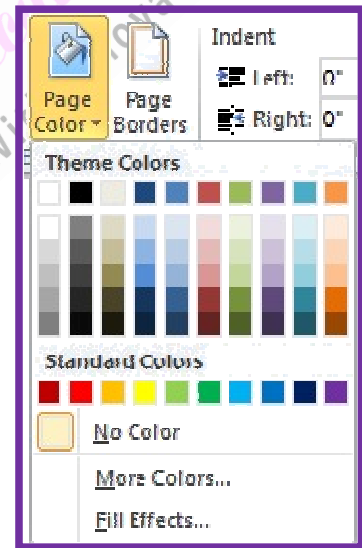 Indent
Left: 0"
Page Color
Page Borders
Right: 0"
Theme Colors
Standard Colors
No Color
More Colors...
Fill Effects...